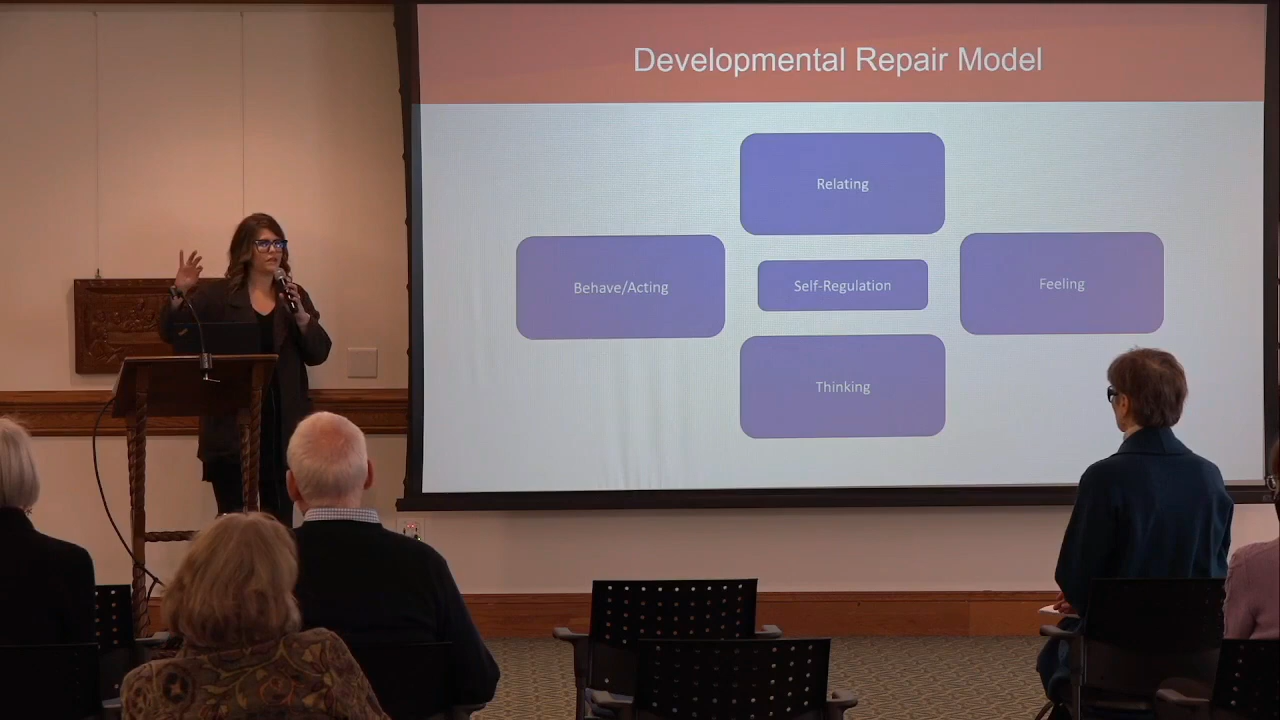 Developmental Repair Model
Relating
Behave/Acting
Self-Regulation
Feeling
Thinking